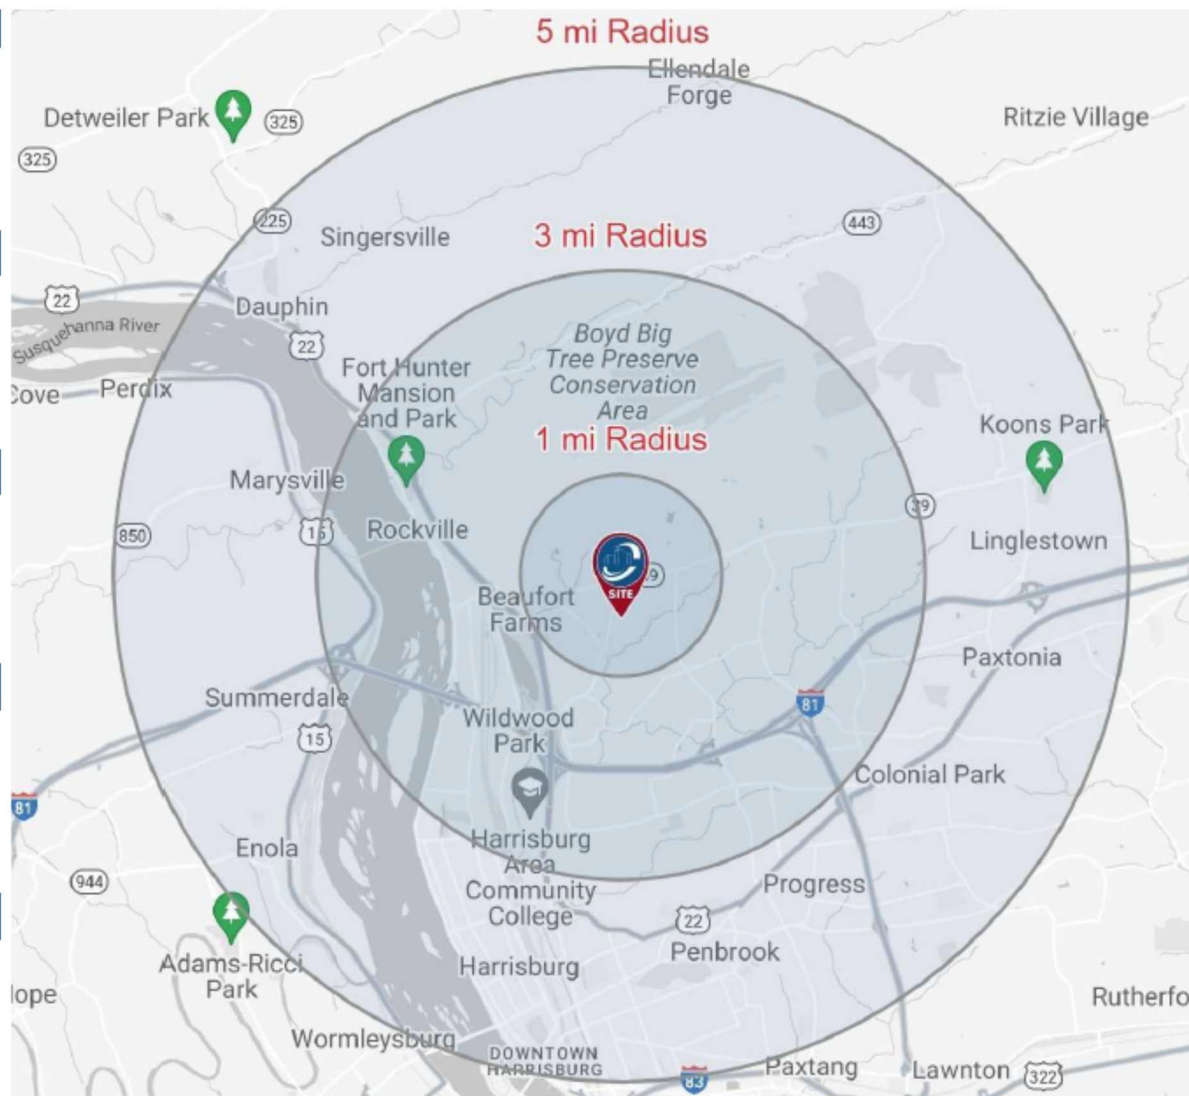 5 mi Radius
Ellendale
Forge
Detweiler Park
325
Ritzie Village
325
225
Singersville
3 mi Radius
443
22
Dauphin
Susquehanna River
22
Boyd Big
Tree Preserve
Conservation
Area
Fort Hunter
Mansion
and Park
Perdix
Cove
1 mi Radius
Koons Park
Marysville
39
850
15
Rockville
Linglestown
SITE
Beaufort
Farms
Paxtonia
Summerdale
81
Wildwood
Park
15
Colonial Park
81
Harrisburg
Area
Community
College
Enola
944
Progress
22
Penbrook
Adams-Ricci
Park
Harrisburg
Rutherfo
Wormleysburg
DOWNTOWN
HARRISBURG
83
Paxtang
Lawnton
322